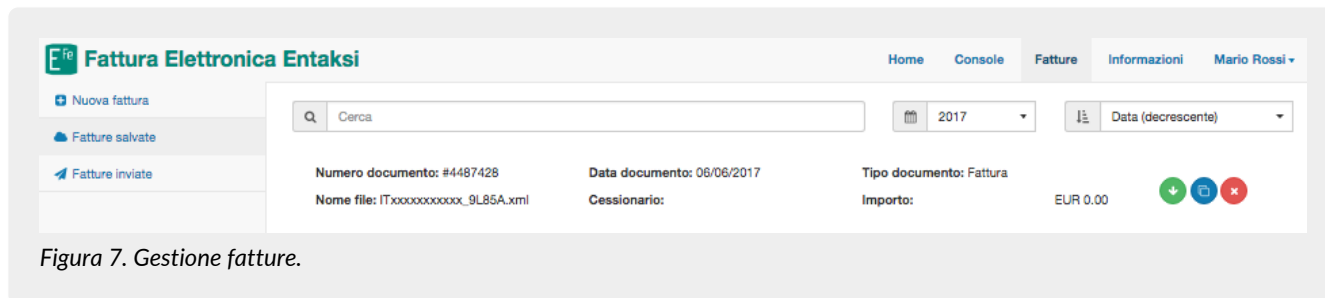 Efe Fattura Elettronica Entaksi
Home Console Fatture Informazioni Mario Rossi
Nuova fattura
Fatture salvate
Fatture inviate
Cerca 2017 Data (decrescente)
Numero documento: #4487428 Data documento: 06/06/2017 Tipo documento: Fattura
Nome file: ITxxxxxxxxxxx_9L85A.xml Cessionario: Importo: EUR 0.00
Figura 7. Gestione fatture.